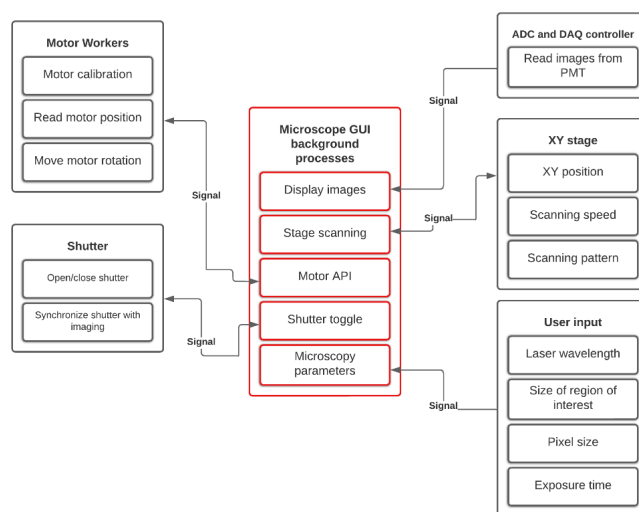 Motor Workers
Motor calibration
Read motor position
Move motor rotation
Signal
Shutter
Open/close shutter
Synchronize shutter with
imaging
Signal
Microscope GUI
background
processes
Display images
Stage scanning
Motor API
Shutter toggle
Microscopy
parameters
ADC and DAQ controller
Read images from
PMT
Signal
XY stage
XY position
Scanning speed
Scanning pattern
Signal
User input
Laser wavelength
Size of region of
interest
Pixel size
Exposure time
Signal